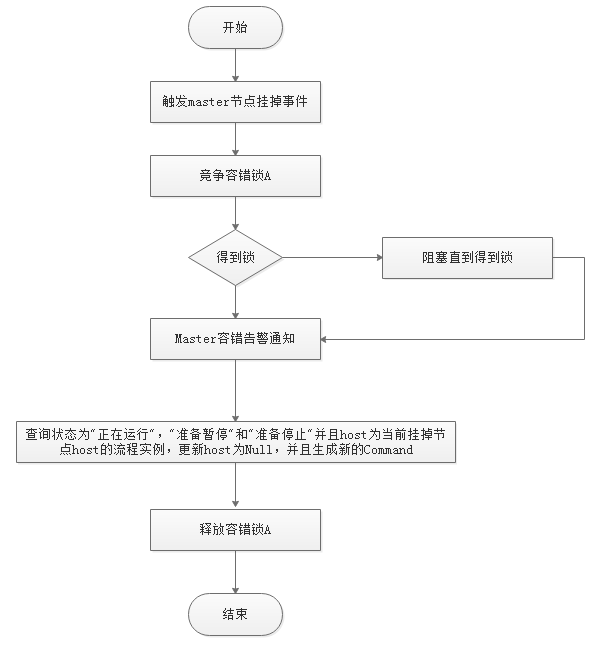 开始
触发master节点挂掉事件
竟争容错锁A
得到锁
阻塞直到得到锁
Master容错告警通知
查询状态为"正在运行"，"准备暂停"和"准备停止"并且host为当前挂掉节
点host的流程实例，更新host为Null，并且生成新的Command
释放容错锁A
结束